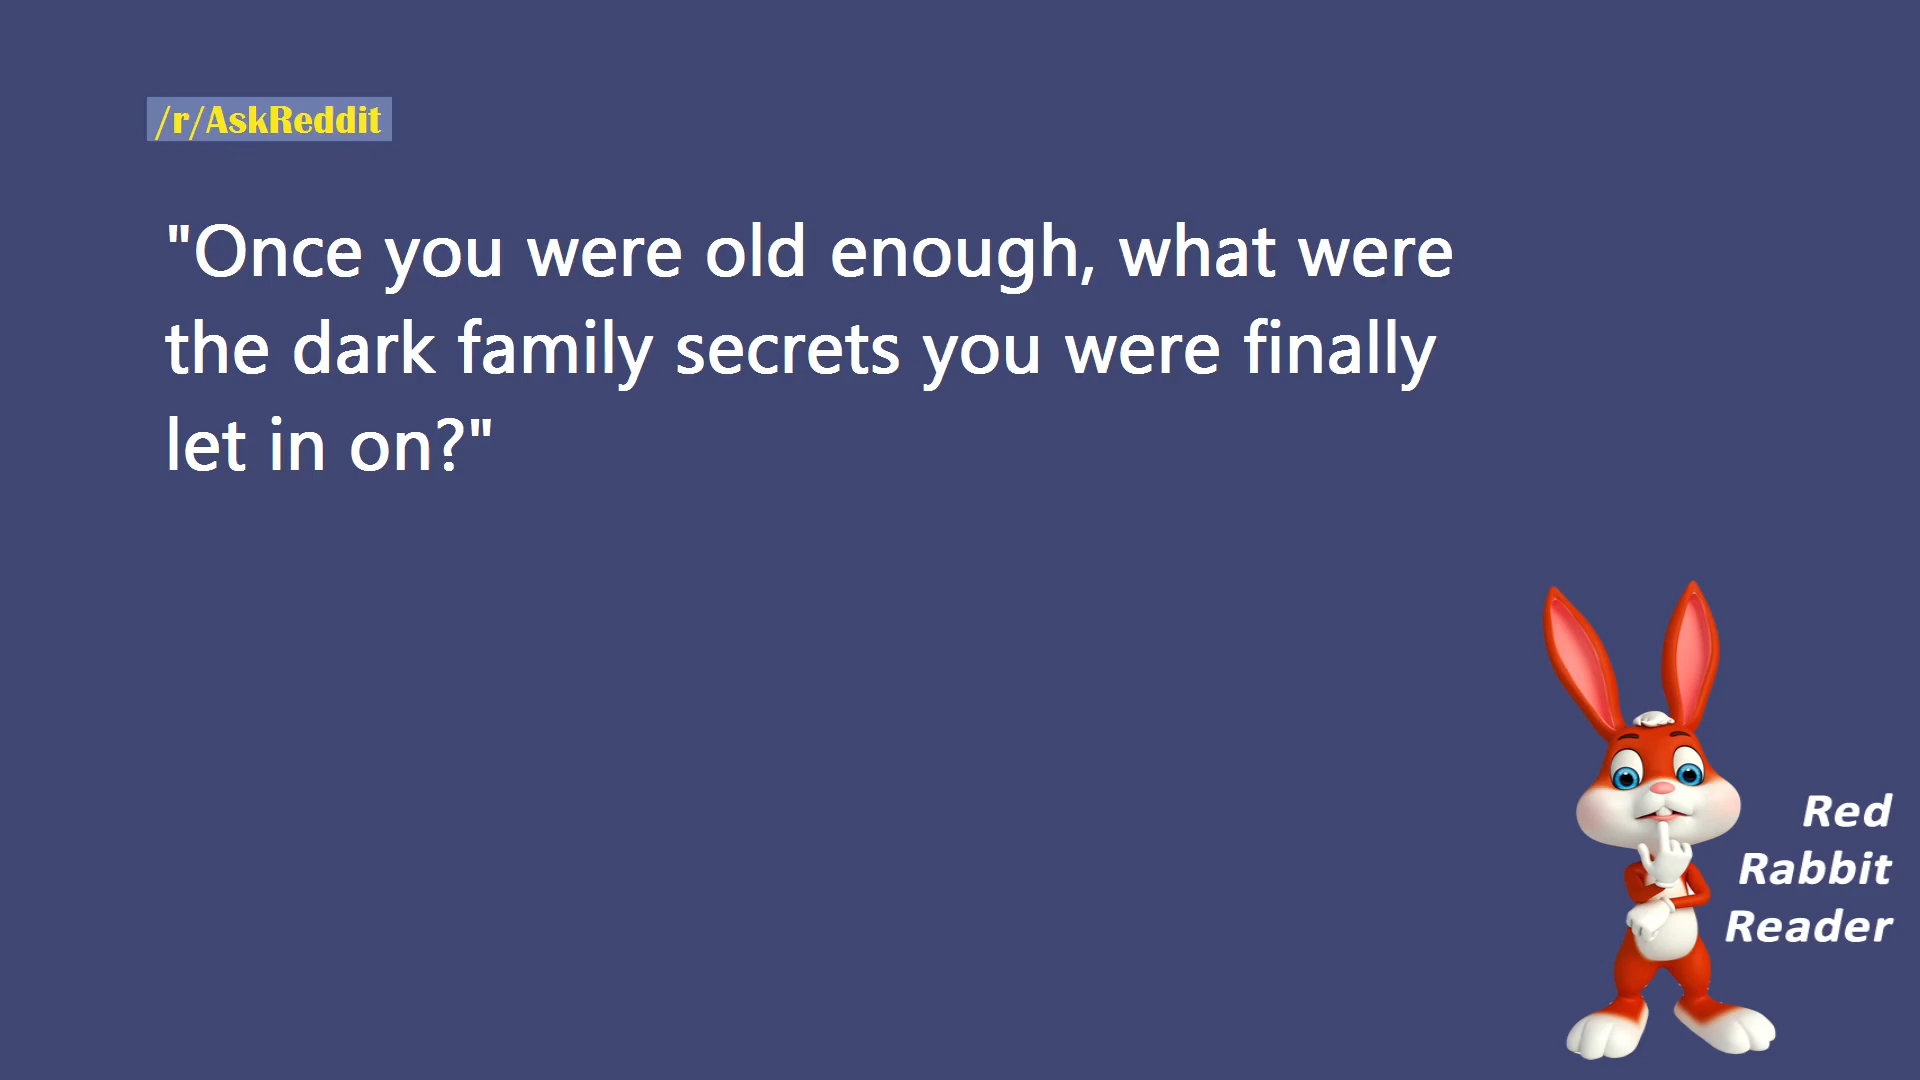 /r/AskReddit
"Once you were old enough, what were
the dark family secrets you were finally
let in on?"
Red
Rabbit
Reader